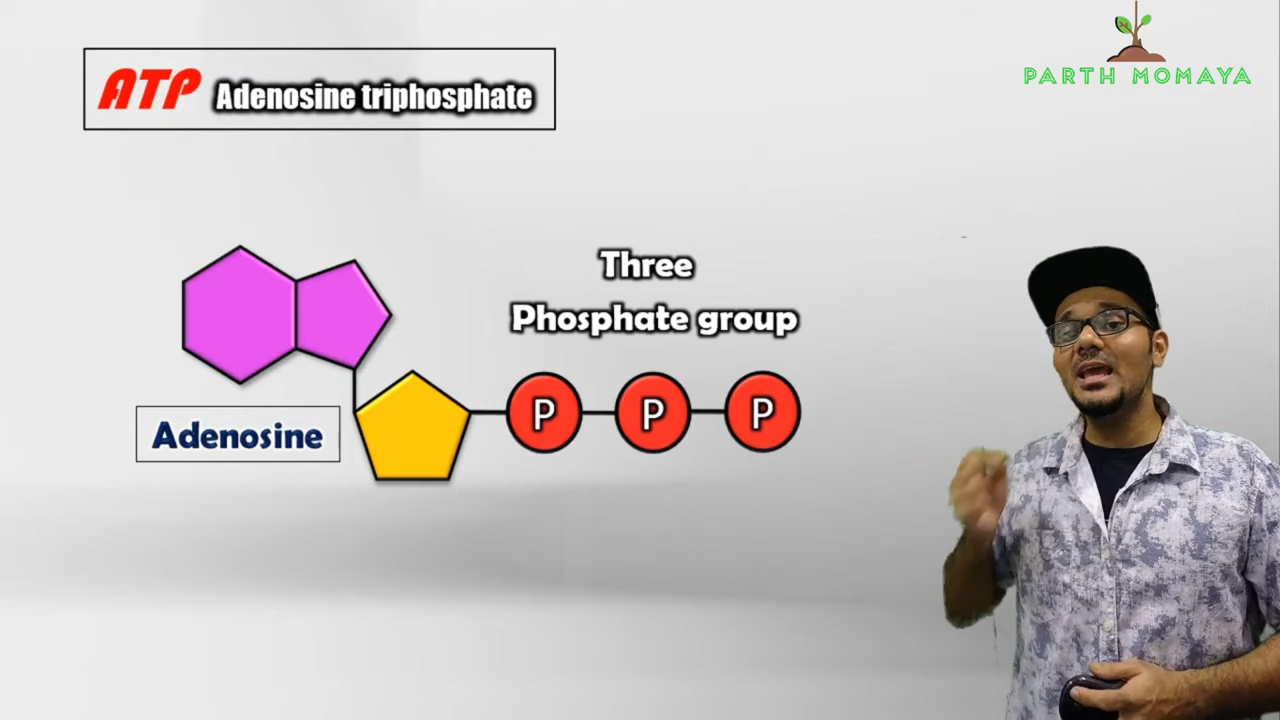 ATP Adenosine triphosphate
PARTH MOMAYA
Three
Phosphate group
P P P
Adenosine